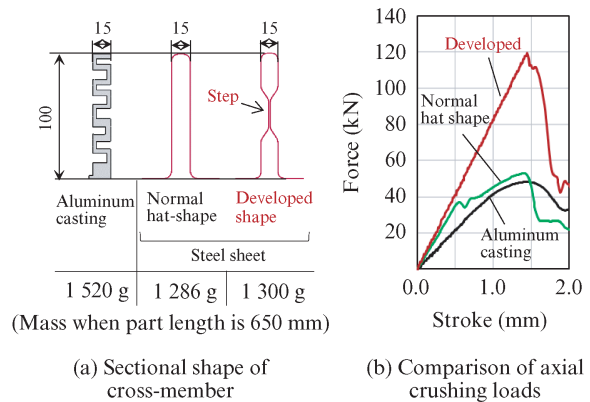 15
15
15
100
Step
Aluminum
casting
Normal
hat-shape
Developed
shape
Steel sheet
1 520 g
1 286 g
1 300 g
(Mass when part length is 650 mm)
(a) Sectional shape of
cross-member
Force (kN)
140
120
100
80
60
40
20
0.0
1.0
2.0
Stroke (mm)
Developed
Normal
hat shape
Aluminum
casting
(b) Comparison of axial
crushing loads